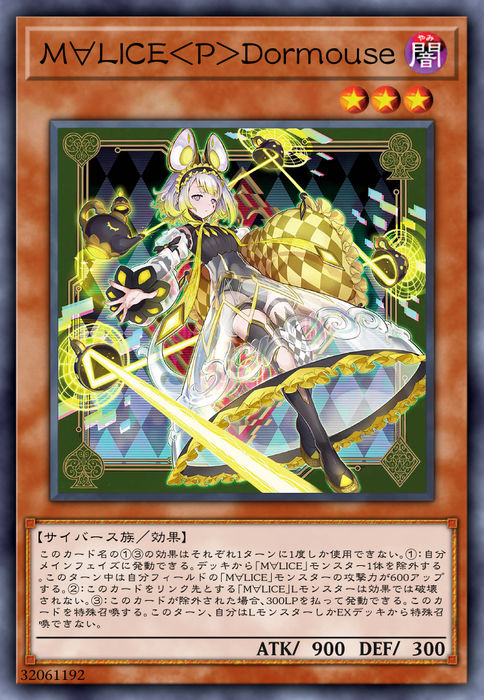 M∀LICE<P>Dormouse
やみ
闇
【サイバース族/効果】
このカード名の①③の効果はそれぞれ1ターンに1度しか使用できない。①:自分
メインフェイズに発動できる。デッキから「M∀LICE」モンスター1体を除外する
。このターン中は自分フィールドの「M∀LICE」モンスターの攻撃力が600アップ
する。②:このカードをリンク先とする「M∀LICE」Lモンスターは効果では破壊
されない。③:このカードが除外された場合、300LPを払って発動できる。このカー
ドを特殊召喚する。このターン、自分はLモンスターしかEXデッキから特殊召
喚できない。
ATK/ 900 DEF/ 300
32061192